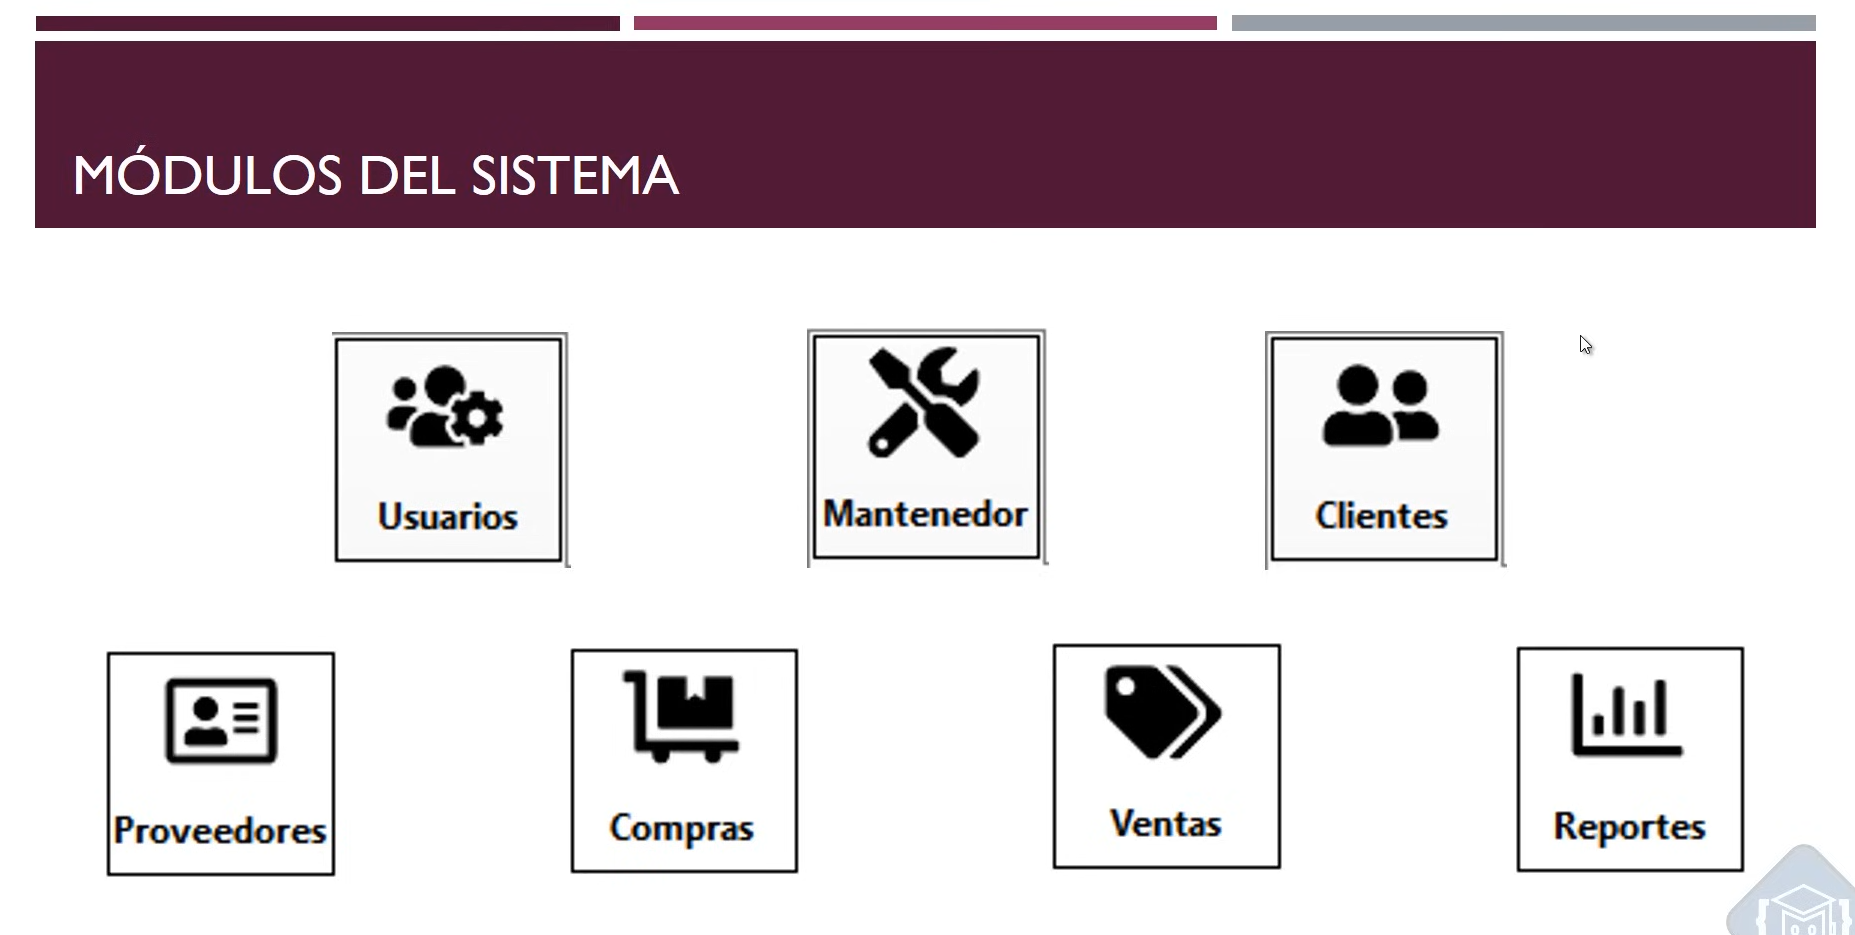 MÓDULOS DEL SISTEMA
Usuarios
Mantenedor
Clientes
Proveedores
Compras
Ventas
Reportes